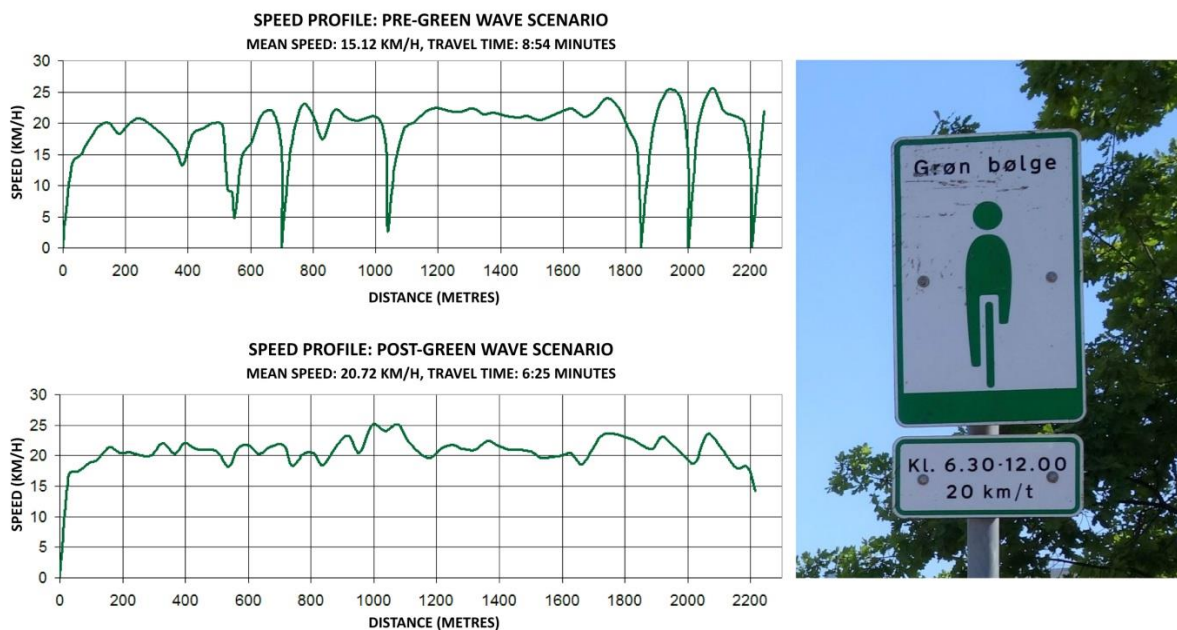 SPEED PROFILE: PRE-GREEN WAVE SCENARIO
MEAN SPEED: 15.12 KM/H, TRAVEL TIME: 8:54 MINUTES
SPEED (KM/H)
30
25
20
15
10
5
0
0 200 400 600 800 1000 1200 1400 1600 1800 2000 2200
DISTANCE (METRES)
SPEED PROFILE: POST-GREEN WAVE SCENARIO
MEAN SPEED: 20.72 KM/H, TRAVEL TIME: 6:25 MINUTES
SPEED (KM/H)
30
25
20
15
10
5
0
0 200 400 600 800 1000 1200 1400 1600 1800 2000 2200
DISTANCE (METRES)
Grøn bølge
Kl. 6.30-12.00
20 km/t